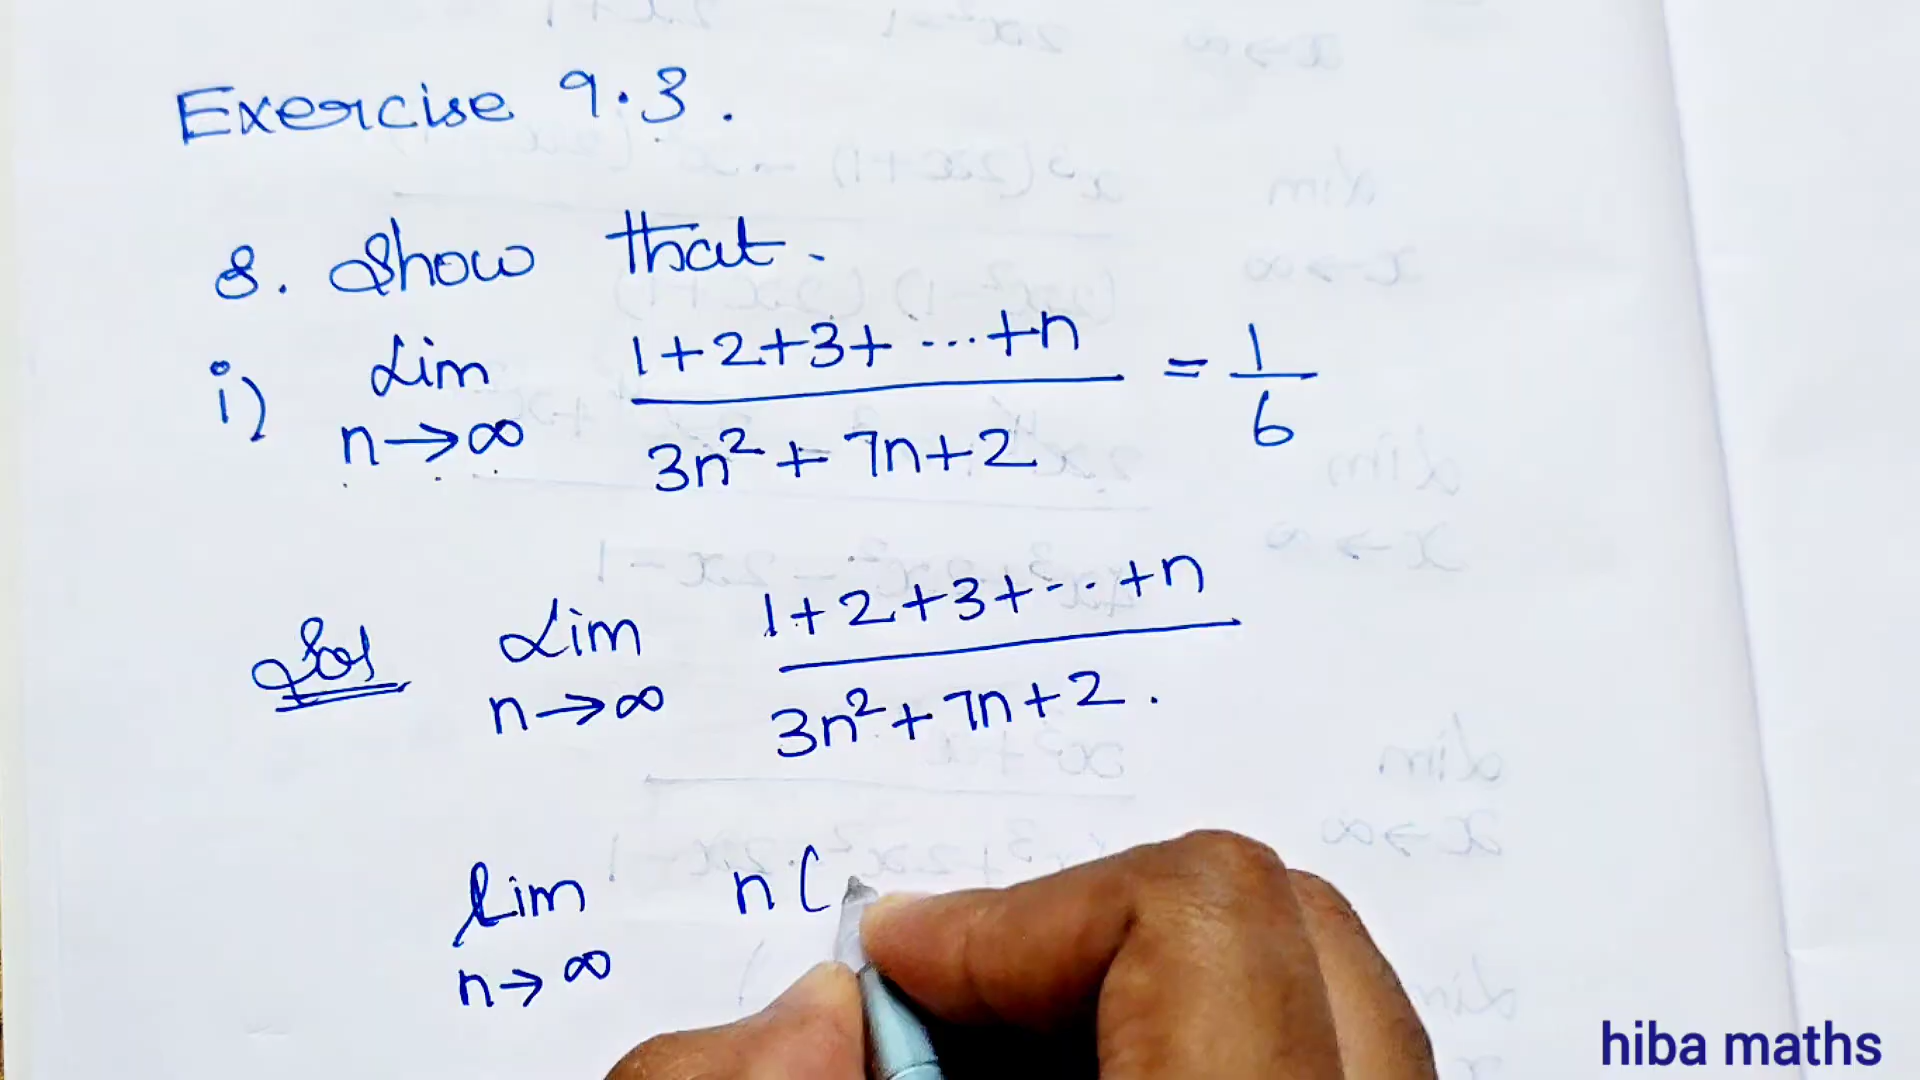 Exercise 9.3.
8. Show that.
i) Lim n→∞ 1+2+3+...+n / 3n²+7n+2 = 1/6
Sol Lim n→∞ 1+2+3+...+n / 3n²+7n+2.
lim n→∞ n(
hiba maths